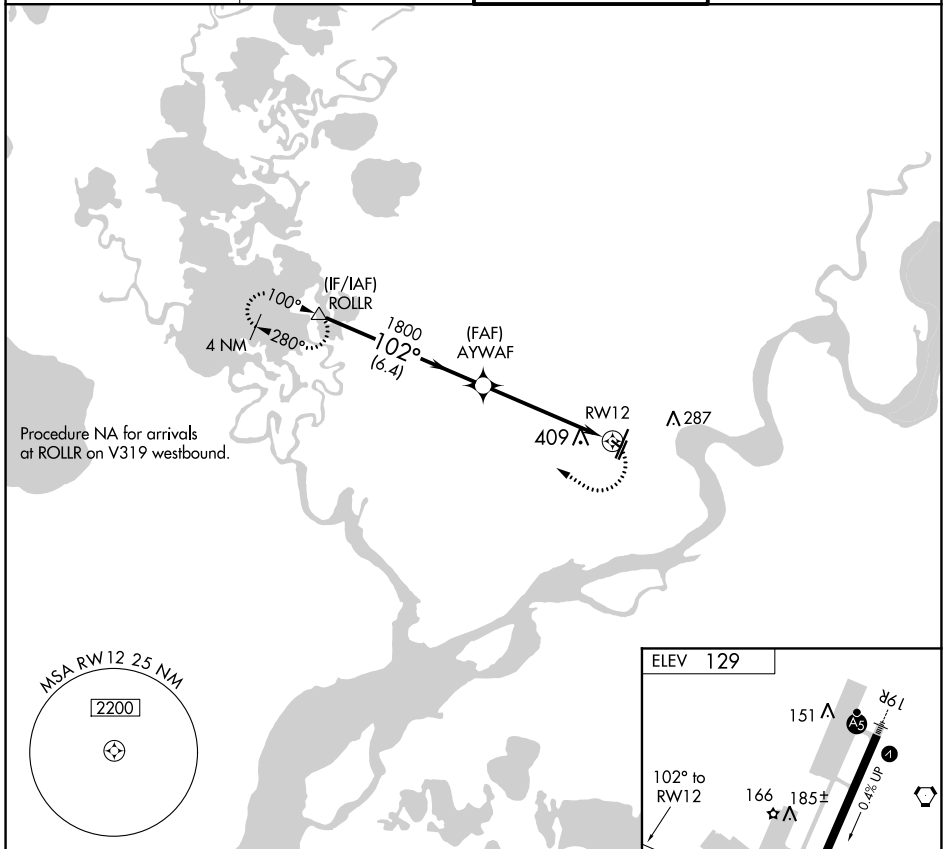 (IF/IAF)
ROLLR
100°
280°
4 NM
1800
102°
(6.4)
(FAF)
AYWAF
RW12
409
287
Procedure NA for arrivals
at ROLLR on V319 westbound.
MSA RW12 25 NM
2200
ELEV 129
151
A5
19R
0.4% UP
102° to
RW12
166
185±